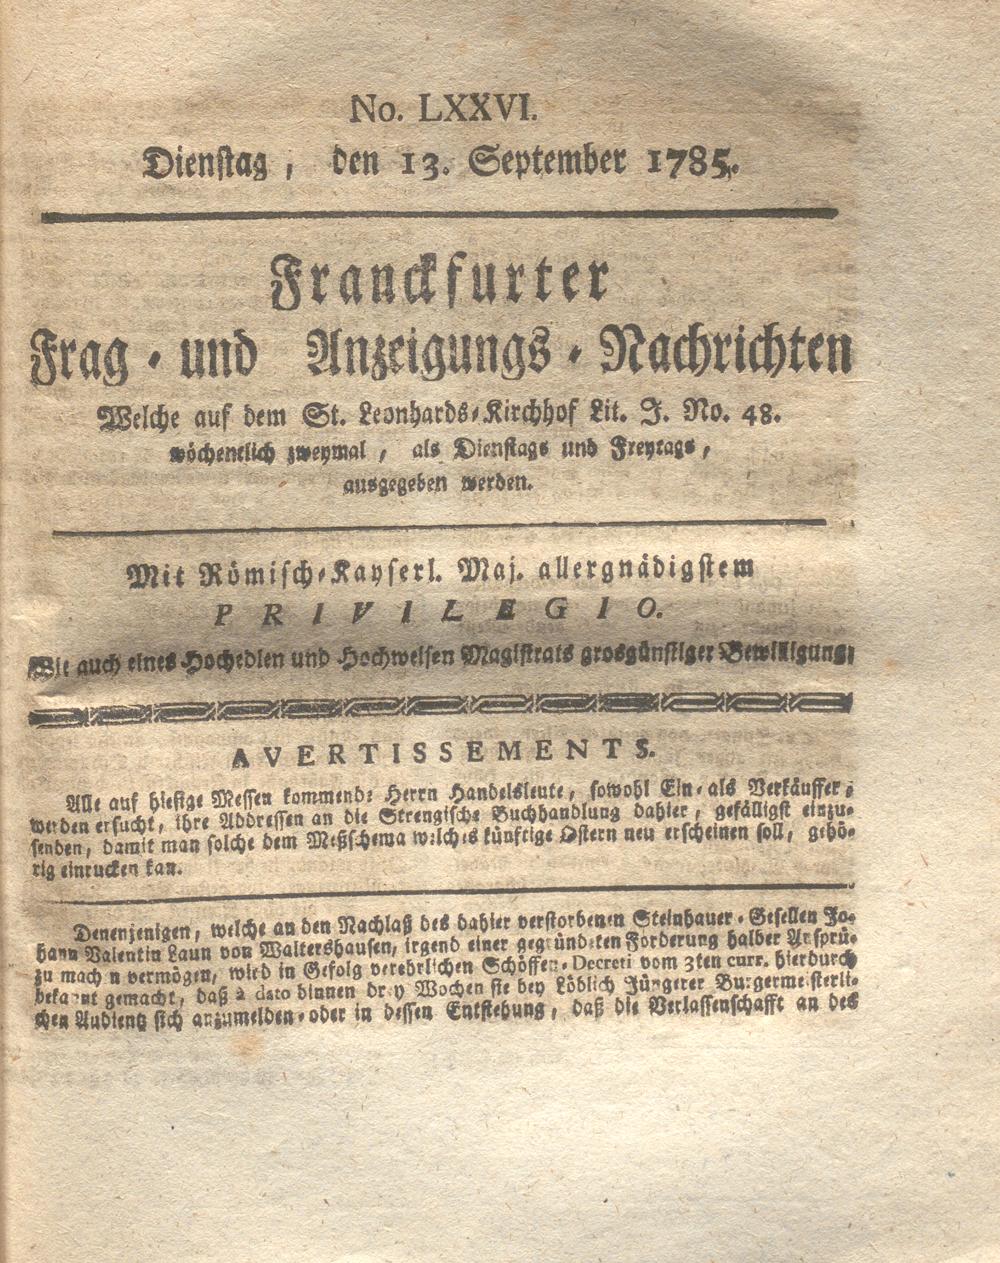 No. LXXVI.
Dienstag, den 13. September 1785.
Franckfurter
Frag- und Anzeigungs-Nachrichten
Welche auf dem St. Leonhards-Kirchhof Lit. J. No. 48.
wöchentlich zweymal, als Dienstags und Freytags,
ausgegeben werden.
Mit Römisch-Kayserl. Maj. allergnädigstem
PRIVILEGIO.
Wie auch eines Hochedlen und Hochweisen Magistrats grosgünstiger Bewilligung.
AVERTISSEMENTS.
Alle auf hiesige Messen kommende Herrn Handelsleute, sowohl Ein- als Verkäuffer,
werden ersucht, ihre Addressen an die Strengische Buchhandlung dahier, gefälligst einzu-
senden, damit man solche dem Meßschema welches künftige Ostern neu erscheinen soll, gehö-
rig einrucken kan.
Denenjenigen, welche an den Nachlaß des dahier verstorbenen Steinhauer-Gesellen Jo-
hann Valentin Laun von Waltershausen, irgend einer gegründeten Forderung halber Ansprü-
zu machen vermögen, wird in Gefolg verehrlichen Schöffen-Decreti vom 3ten curr. hierdurch
bekannt gemacht, daß à dato binnen drey Wochen sie bey Löblich Jüngerer Burgermeisterli-
chen Audientz sich anzumelden-oder in dessen Entstehung, daß die Verlassenschafft an des